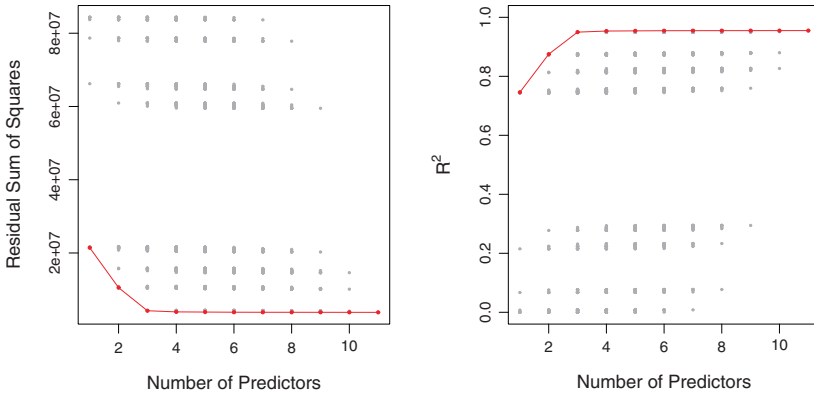 Residual Sum of Squares
8e+07
6e+07
4e+07
2e+07
2
4
6
8
10
Number of Predictors
R²
1.0
0.8
0.6
0.4
0.2
0.0
2
4
6
8
10
Number of Predictors